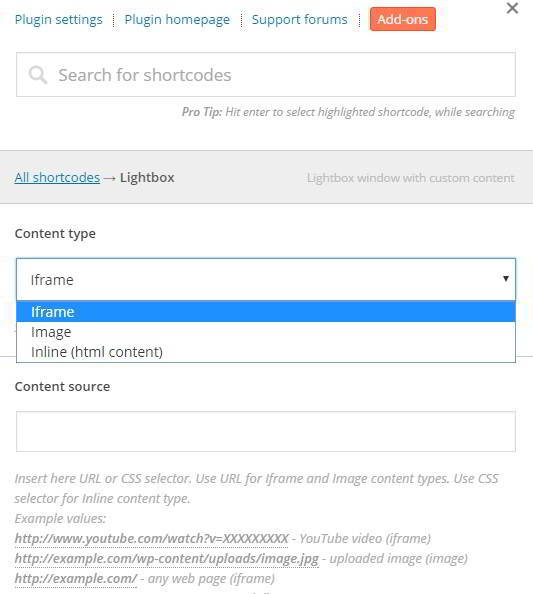 Plugin settings Plugin homepage Support forums Add-ons
Search for shortcodes
Pro Tip: Hit enter to select highlighted shortcode, while searching
All shortcodes → Lightbox Lightbox window with custom content
Content type
Iframe
Iframe
Image
Inline (html content)
Content source
Insert here URL or CSS selector. Use URL for Iframe and Image content types. Use CSS
selector for Inline content type.
Example values:
http://www.youtube.com/watch?v=XXXXXXXXX - YouTube video (iframe)
http://example.com/wp-content/uploads/image.jpg - uploaded image (image)
http://example.com/ - any web page (iframe)